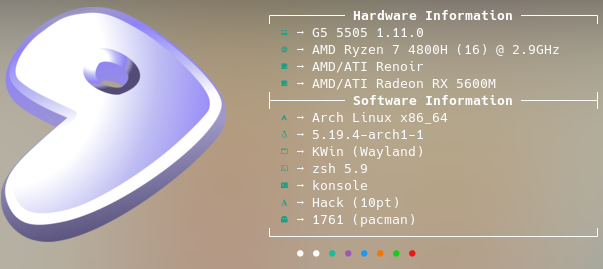 Hardware Information
→ G5 5505 1.11.0
→ AMD Ryzen 7 4800H (16) @ 2.9GHz
→ AMD/ATI Renoir
→ AMD/ATI Radeon RX 5600M
Software Information
→ Arch Linux x86_64
→ 5.19.4-arch1-1
→ KWin (Wayland)
→ zsh 5.9
→ konsole
→ Hack (10pt)
→ 1761 (pacman)